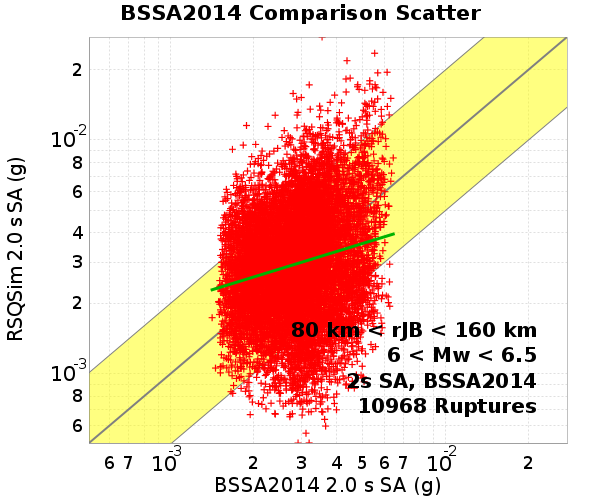 BSSA2014 Comparison Scatter
RSQSim 2.0 s SA (g)
2
10-2
8
6
4
3
2
10-3
8
6
80 km < rJB < 160 km
6 < Mw < 6.5
2s SA, BSSA2014
10968 Ruptures
6 7 10-3 2 3 4 5 6 7 10-2 2
BSSA2014 2.0 s SA (g)